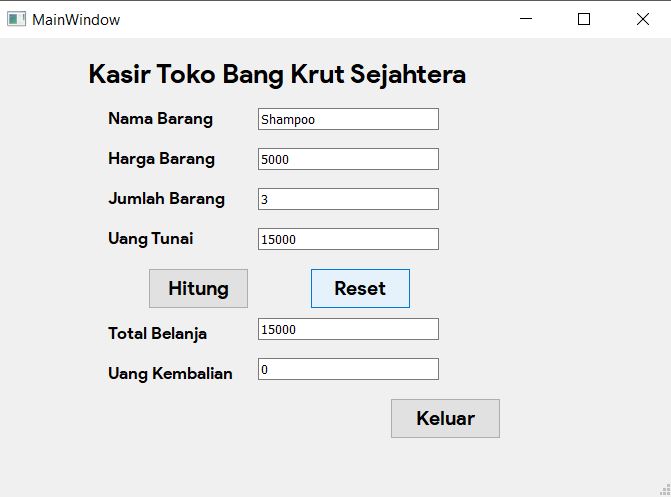 MainWindow
Kasir Toko Bang Krut Sejahtera
Nama Barang Shampoo
Harga Barang 5000
Jumlah Barang 3
Uang Tunai 15000
Hitung Reset
Total Belanja 15000
Uang Kembalian 0
Keluar